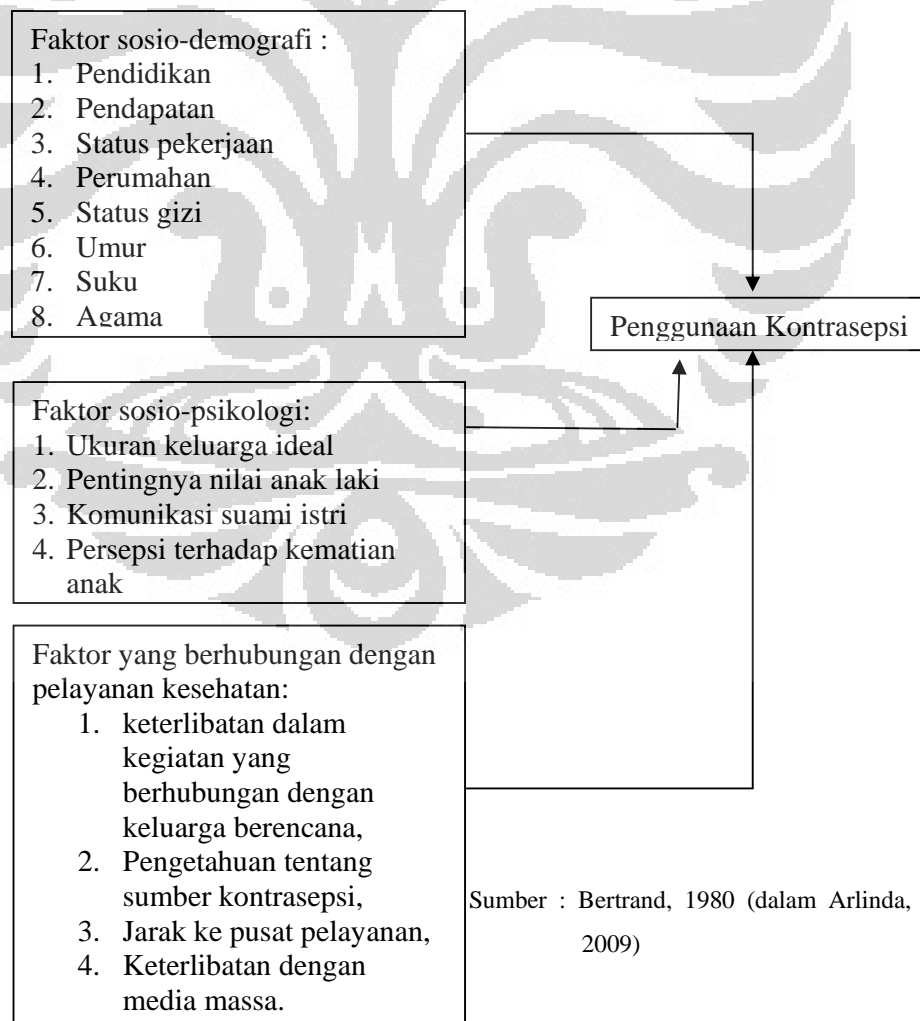 Faktor sosio-demografi :
1. Pendidikan
2. Pendapatan
3. Status pekerjaan
4. Perumahan
5. Status gizi
6. Umur
7. Suku
8. Agama
Penggunaan Kontrasepsi
Faktor sosio-psikologi:
1. Ukuran keluarga ideal
2. Pentingnya nilai anak laki
3. Komunikasi suami istri
4. Persepsi terhadap kematian
anak
Faktor yang berhubungan dengan
pelayanan kesehatan:
1. keterlibatan dalam
kegiatan yang
berhubungan dengan
keluarga berencana,
2. Pengetahuan tentang
sumber kontrasepsi,
3. Jarak ke pusat pelayanan,
4. Keterlibatan dengan
media massa.
Sumber : Bertrand, 1980 (dalam Arlinda,
2009)